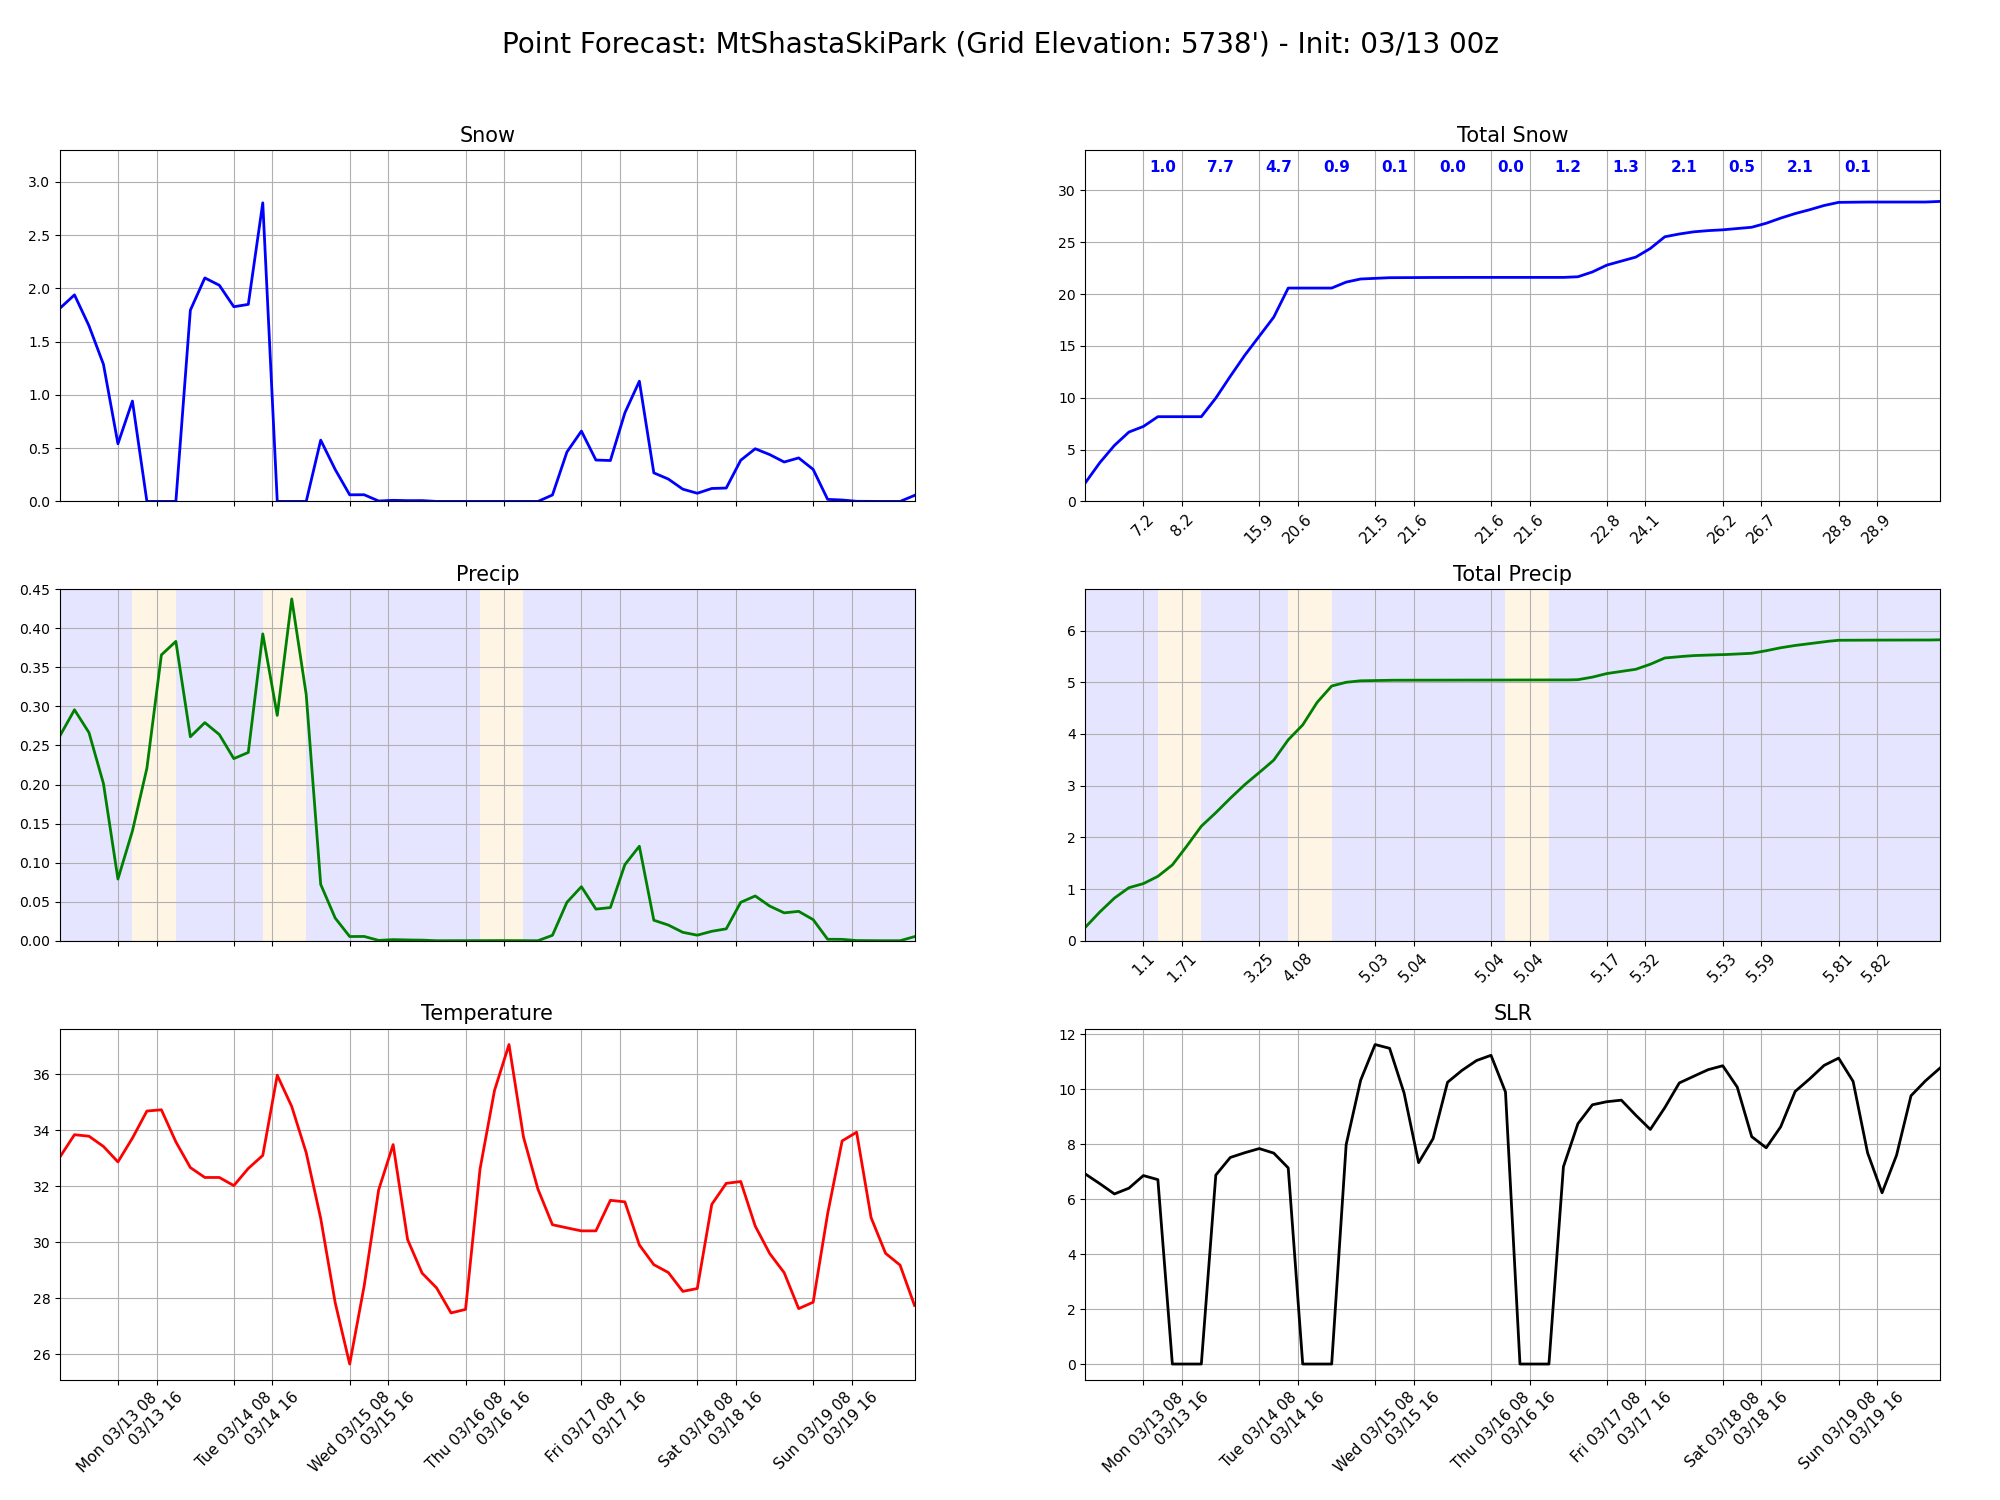 Point Forecast: MtShastaSkiPark (Grid Elevation: 5738') - Init: 03/13 00z
Snow
3.0
2.5
2.0
1.5
1.0
0.5
0.0
Total Snow
1.0 7.7 4.7 0.9 0.1 0.0 0.0 1.2 1.3 2.1 0.5 2.1 0.1
30
25
20
15
10
5
0
7.2 8.2 15.9 20.6 21.5 21.6 21.6 21.6 22.8 24.1 26.2 26.7 28.8 28.9
Precip
0.45
0.40
0.35
0.30
0.25
0.20
0.15
0.10
0.05
0.00
Total Precip
6
5
4
3
2
1
0
1.1 1.71 3.25 4.08 5.03 5.04 5.04 5.04 5.17 5.32 5.53 5.59 5.81 5.82
Temperature
36
34
32
30
28
26
Mon 03/13 08
03/13 16
Tue 03/14 08
03/14 16
Wed 03/15 08
03/15 16
Thu 03/16 08
03/16 16
Fri 03/17 08
03/17 16
Sat 03/18 08
03/18 16
Sun 03/19 08
03/19 16
SLR
12
10
8
6
4
2
0
Mon 03/13 08
03/13 16
Tue 03/14 08
03/14 16
Wed 03/15 08
03/15 16
Thu 03/16 08
03/16 16
Fri 03/17 08
03/17 16
Sat 03/18 08
03/18 16
Sun 03/19 08
03/19 16